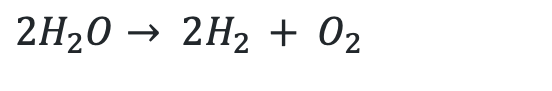 2H₂O → 2H₂ + O₂